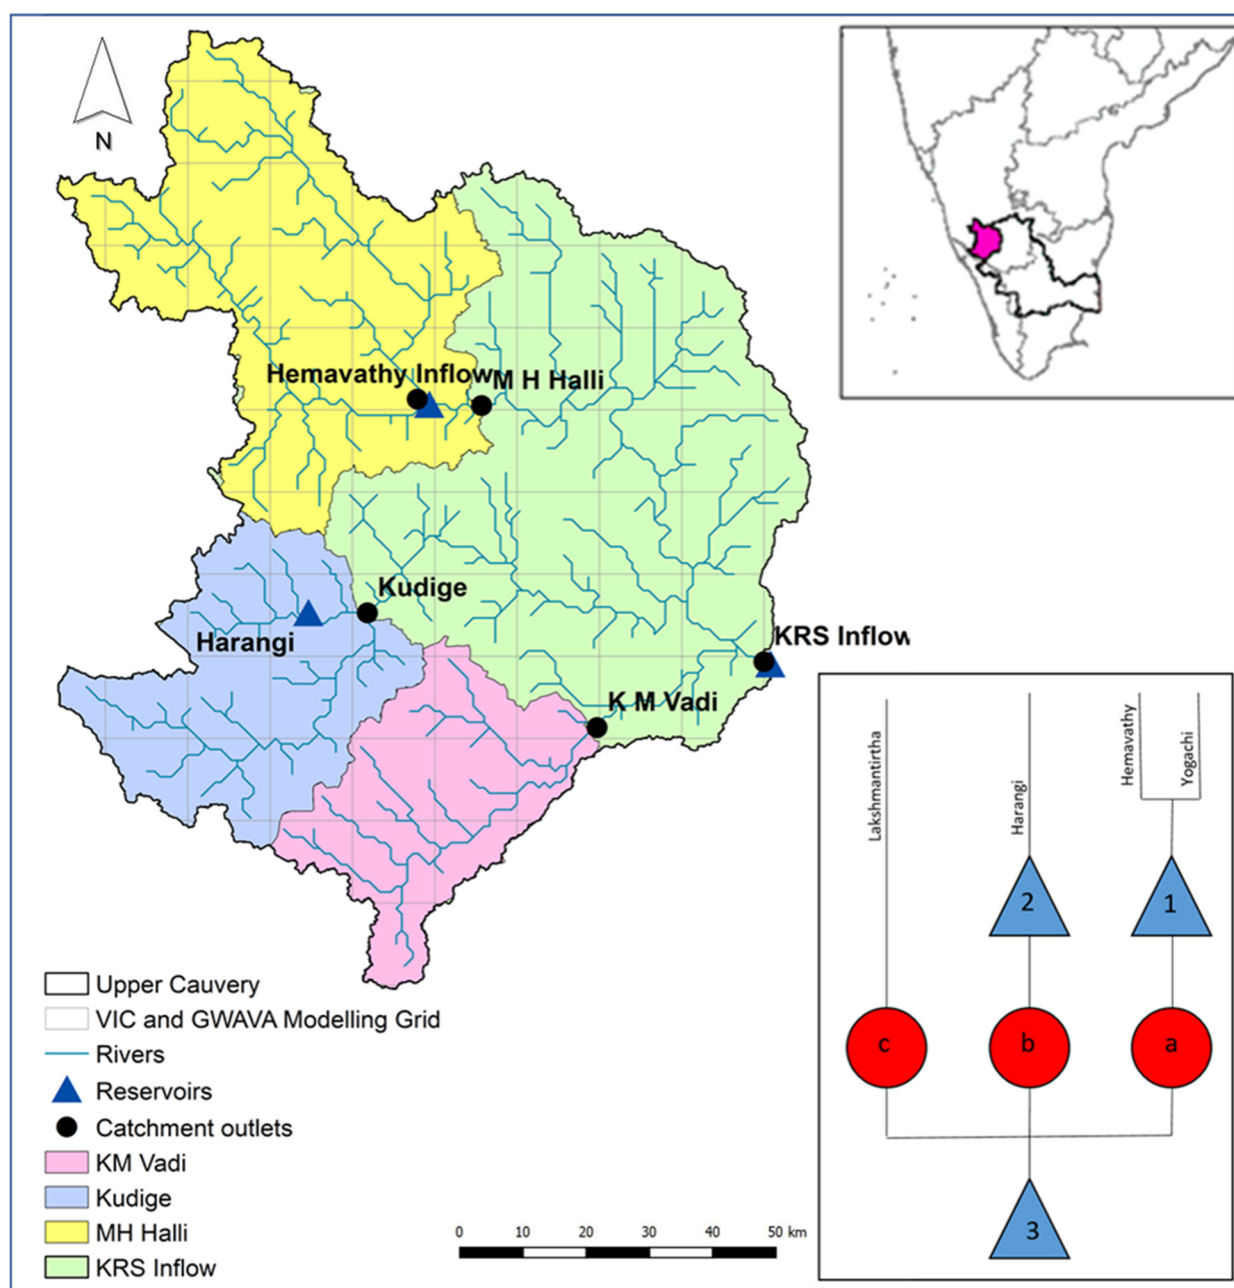 N
Hemavathy Inflow
M H Halli
Kudige
Harangi
KRS Inflow
K M Vadi
Upper Cauvery
VIC and GWAVA Modelling Grid
Rivers
Reservoirs
Catchment outlets
KM Vadi
Kudige
MH Halli
KRS Inflow
0 10 20 30 40 50 km
Lakshmantirtha
Harangi
Hemavathy
Yogachi
2
1
c
b
a
3